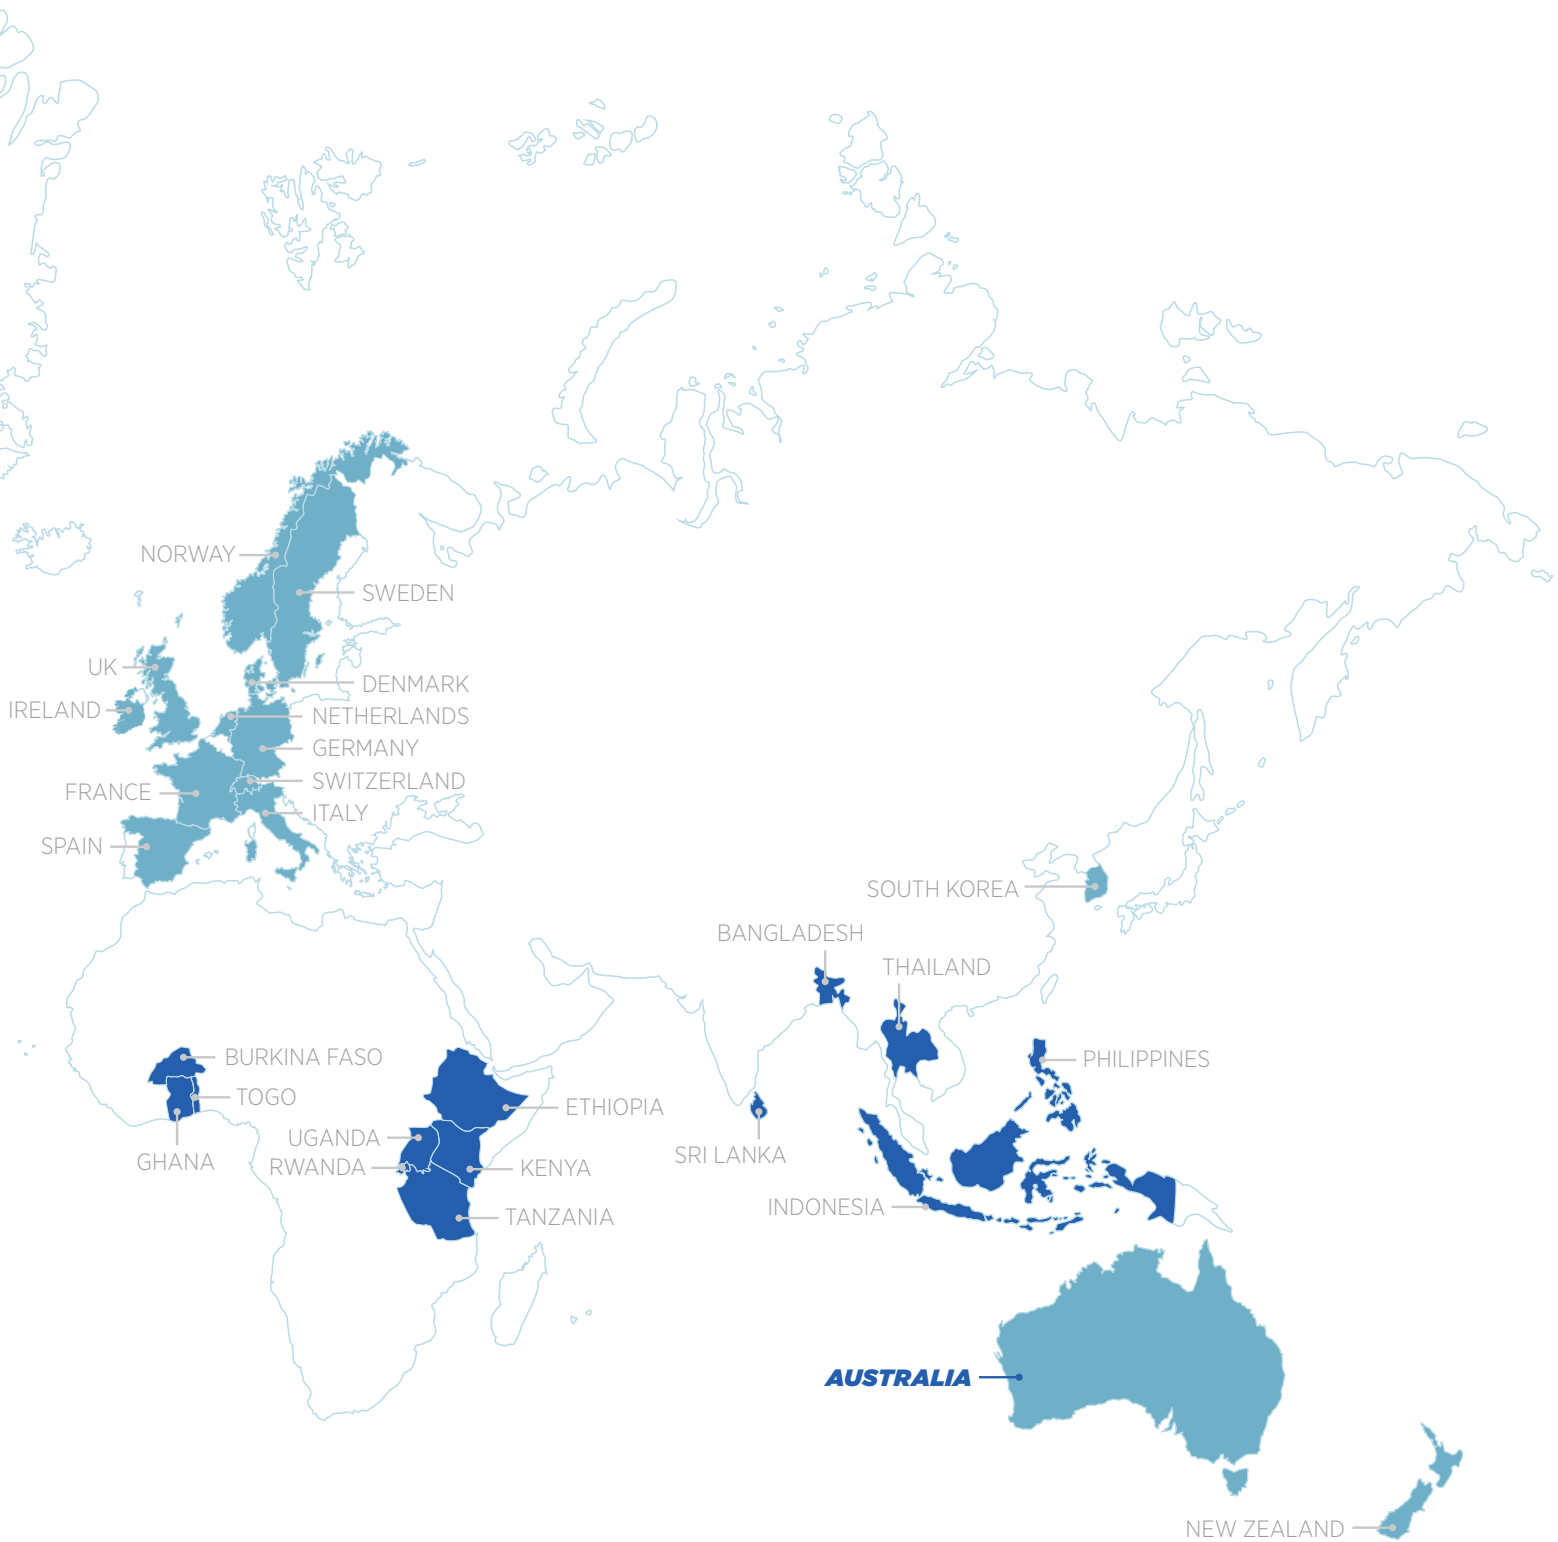 NORWAY
SWEDEN
UK
DENMARK
IRELAND
NETHERLANDS
GERMANY
SWITZERLAND
FRANCE
ITALY
SPAIN
SOUTH KOREA
BANGLADESH
THAILAND
BURKINA FASO
PHILIPPINES
TOGO
ETHIOPIA
UGANDA
GHANA
SRI LANKA
RWANDA
KENYA
INDONESIA
TANZANIA
AUSTRALIA
NEW ZEALAND